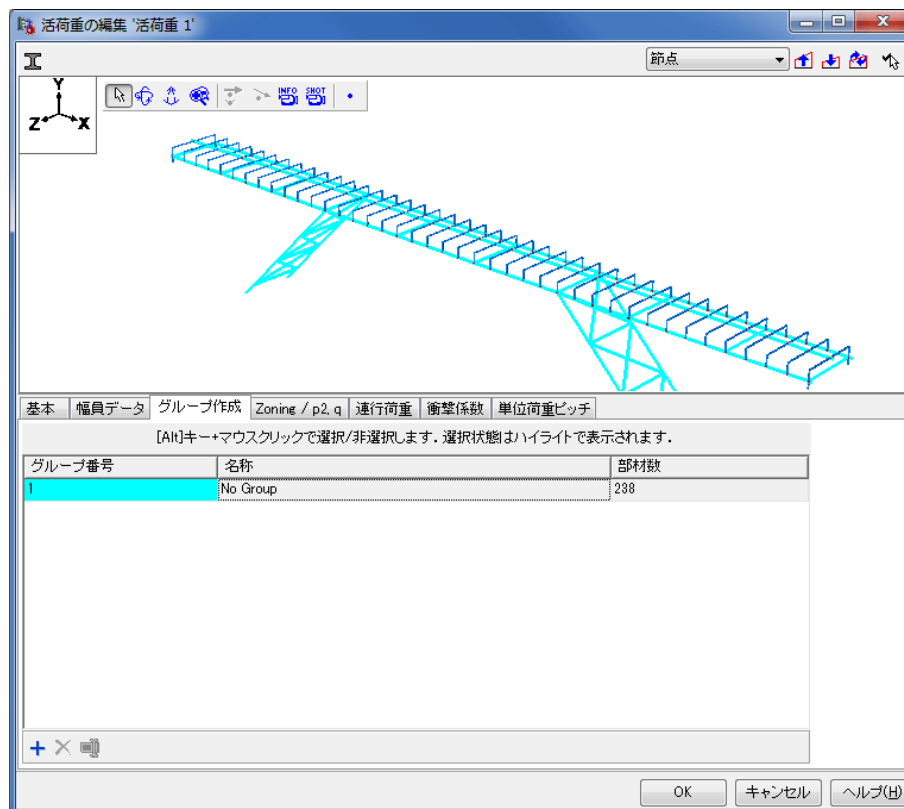 活荷重の編集 '活荷重 1'
節点
Y
Z X
INFO SHOT
基本 幅員データ グループ作成 Zoning / p2, q 連行荷重 衝撃係数 単位荷重ピッチ
[Alt]キー+マウスクリックで選択/非選択します. 選択状態はハイライトで表示されます.
グループ番号 名称 部材数
1 No Group 238
OK キャンセル ヘルプ(H)